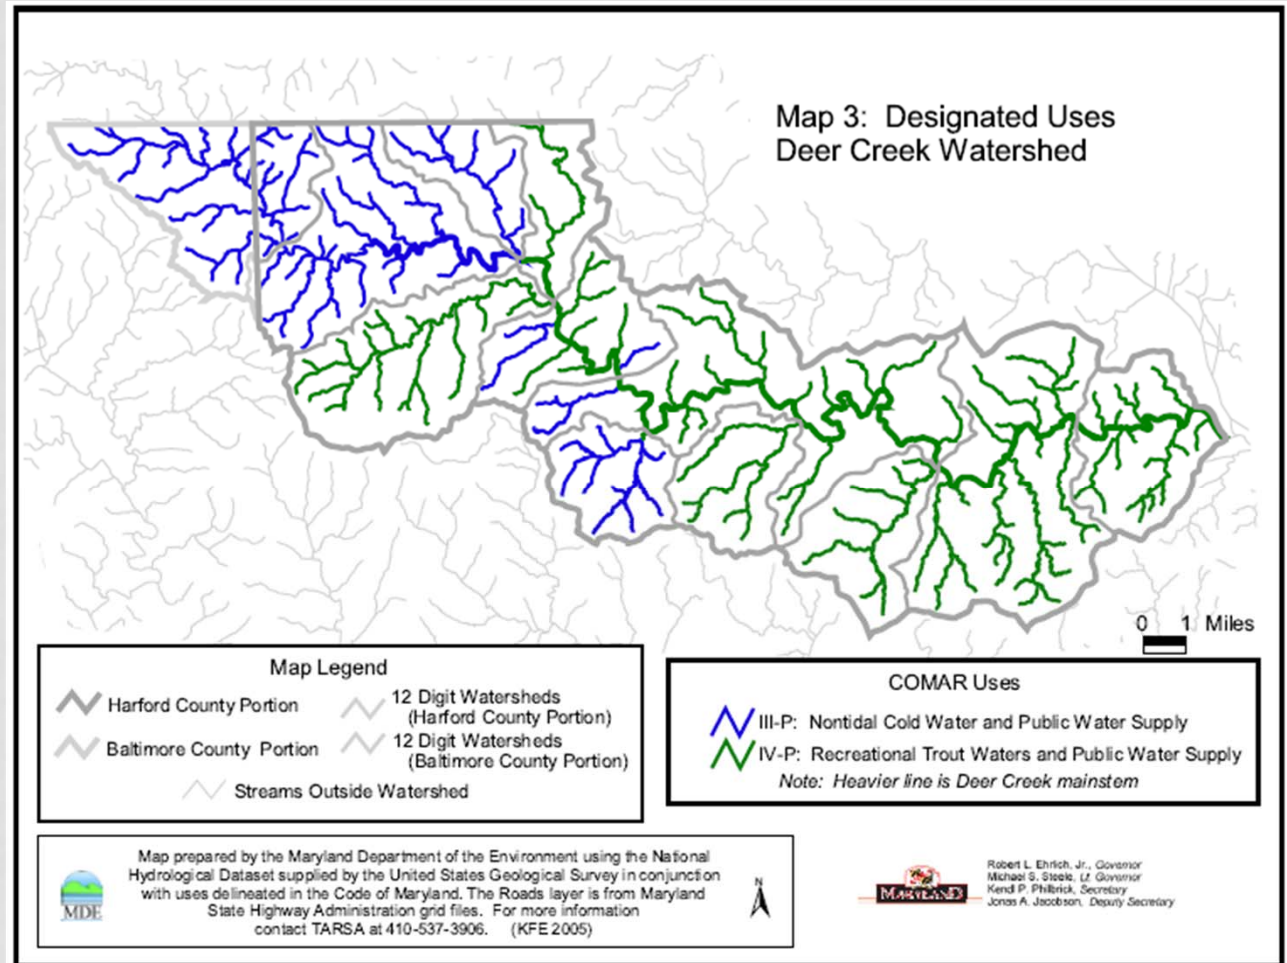 Map 3: Designated Uses
Deer Creek Watershed
0 1 Miles
Map Legend
Harford County Portion
12 Digit Watersheds
(Harford County Portion)
Baltimore County Portion
12 Digit Watersheds
(Baltimore County Portion)
Streams Outside Watershed
COMAR Uses
III-P: Nontidal Cold Water and Public Water Supply
IV-P: Recreational Trout Waters and Public Water Supply
Note: Heavier line is Deer Creek mainstem
MDE
Map prepared by the Maryland Department of the Environment using the National
Hydrological Dataset supplied by the United States Geological Survey in conjunction
with uses delineated in the Code of Maryland. The Roads layer is from Maryland
State Highway Administration grid files. For more information
contact TARSA at 410-537-3906. (KFE 2005)
N
MARYLAND
Robert L. Ehrlich, Jr., Governor
Michael S. Steele, Lt. Governor
Kendl P. Philbrick, Secretary
Jonas A. Jacobson, Deputy Secretary